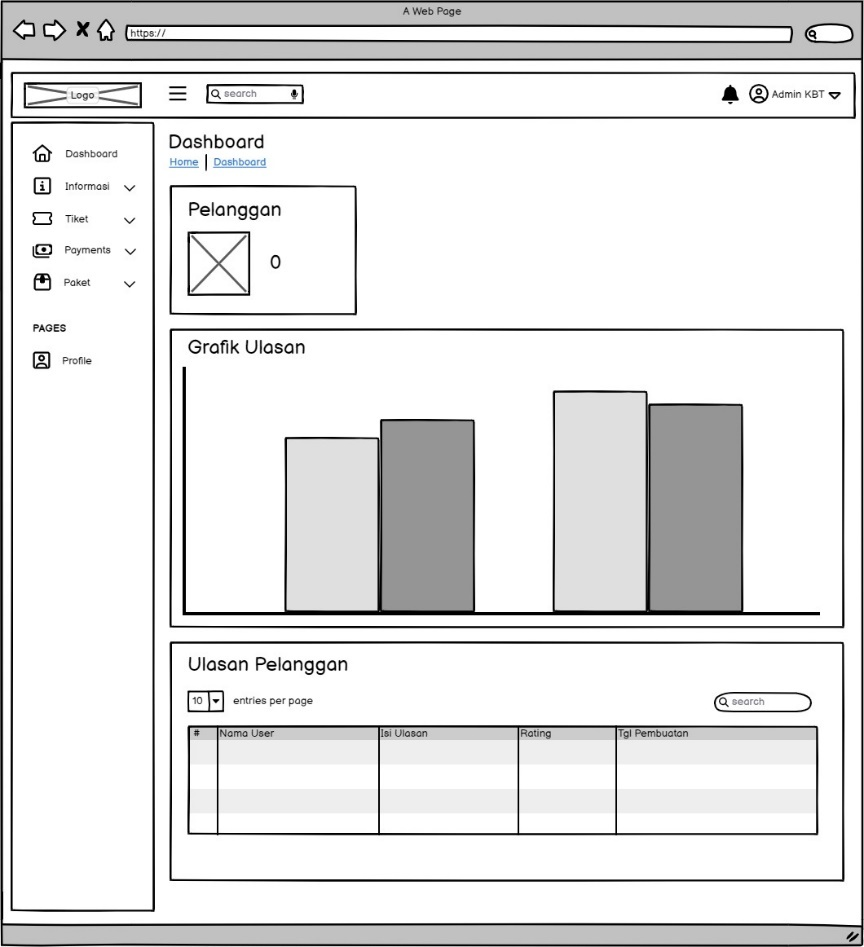 A Web Page
https://
Logo
search
Admin KBT
Dashboard
Informasi
Tiket
Payments
Paket
PAGES
Profile
Dashboard
Home
Dashboard
Pelanggan
0
Grafik Ulasan
Ulasan Pelanggan
10
entries per page
search
# Nama User Isi Ulasan Rating Tgl Pembuatan